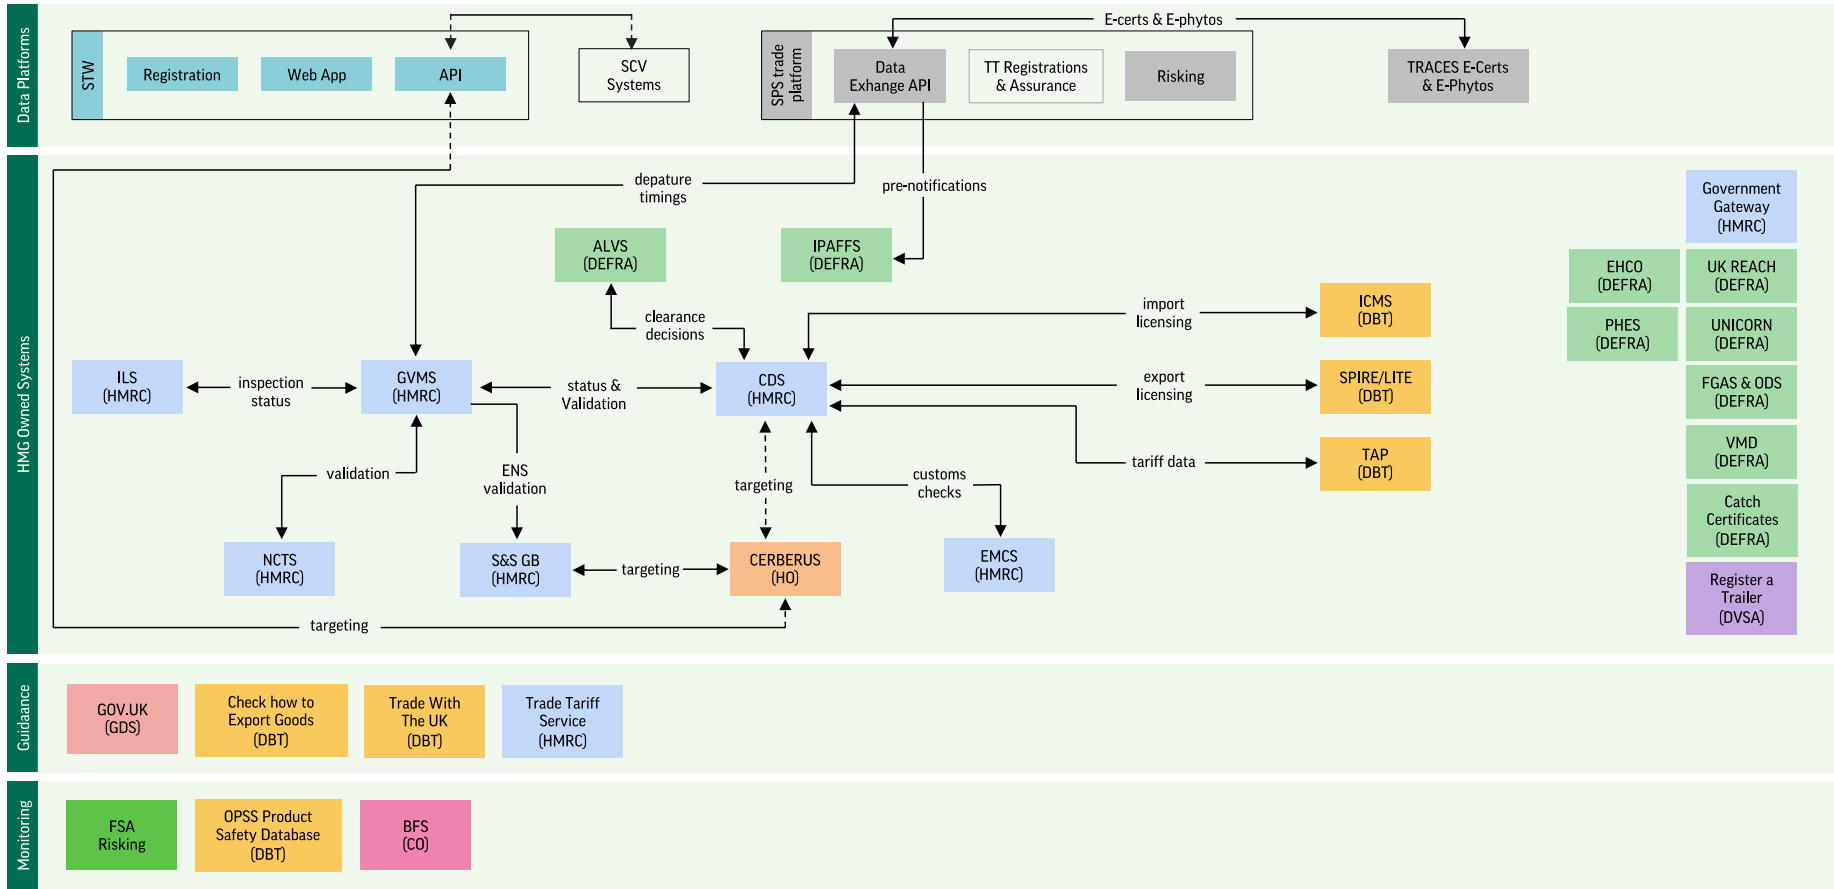 Data Platforms
STW
Registration
Web App
API
SCV
Systems
SPS trade
platform
Data
Exhange API
TT Registrations
& Assurance
Risking
E-certs & E-phytos
TRACES E-Certs
& E-Phytos
HMG Owned Systems
depature
timings
pre-notifications
Government
Gateway
(HMRC)
ALVS
(DEFRA)
IPAFFS
(DEFRA)
EHCO
(DEFRA)
UK REACH
(DEFRA)
clearance
decisions
import
licensing
ICMS
(DBT)
PHES
(DEFRA)
UNICORN
(DEFRA)
ILS
(HMRC)
inspection
status
GVMS
(HMRC)
status &
Validation
CDS
(HMRC)
export
licensing
SPIRE/LITE
(DBT)
FGAS & ODS
(DEFRA)
validation
ENS
validation
targeting
customs
checks
tariff data
TAP
(DBT)
VMD
(DEFRA)
Catch
Certificates
(DEFRA)
NCTS
(HMRC)
S&S GB
(HMRC)
targeting
CERBERUS
(HO)
EMCS
(HMRC)
Register a
Trailer
(DVSA)
targeting
Guidaance
GOV.UK
(GDS)
Check how to
Export Goods
(DBT)
Trade With
The UK
(DBT)
Trade Tariff
Service
(HMRC)
Monitoring
FSA
Risking
OPSS Product
Safety Database
(DBT)
BFS
(CO)